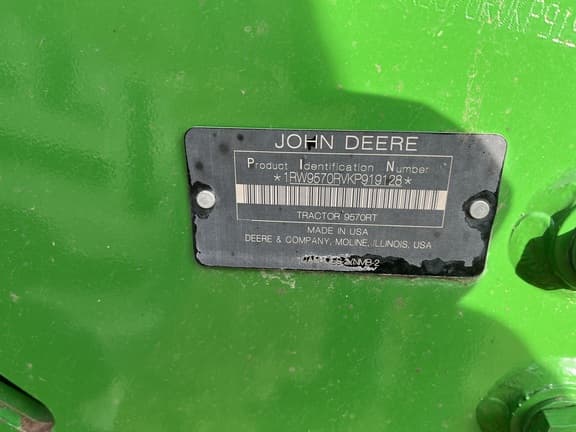 JOHN DEERE
Product Identification Number
*1RW9570RVKP919128*
TRACTOR 9570RT
MADE IN USA
DEERE & COMPANY, MOLINE, ILLINOIS, USA